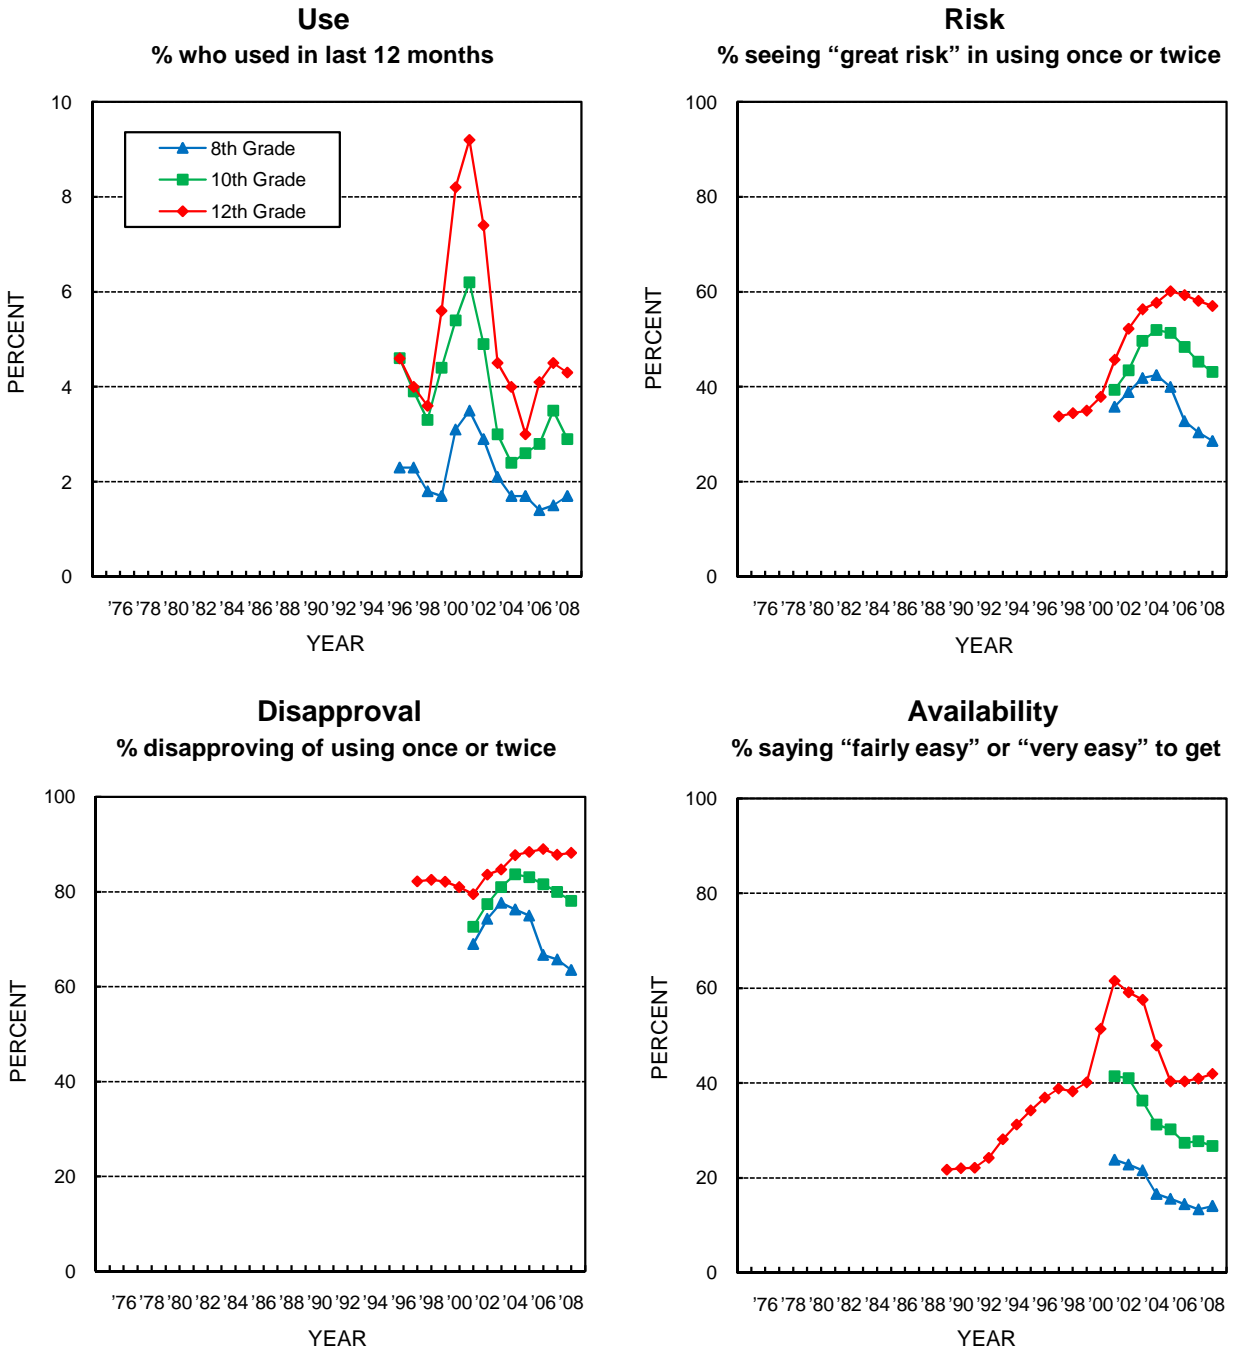 Use
% who used in last 12 months
10
8
6
4
2
0
PERCENT
8th Grade
10th Grade
12th Grade
’76 ’78 ’80 ’82 ’84 ’86 ’88 ’90 ’92 ’94 ’96 ’98 ’00 ’02 ’04 ’06 ’08
YEAR
Risk
% seeing “great risk” in using once or twice
100
80
60
40
20
0
PERCENT
’76 ’78 ’80 ’82 ’84 ’86 ’88 ’90 ’92 ’94 ’96 ’98 ’00 ’02 ’04 ’06 ’08
YEAR
Disapproval
% disapproving of using once or twice
100
80
60
40
20
0
PERCENT
’76 ’78 ’80 ’82 ’84 ’86 ’88 ’90 ’92 ’94 ’96 ’98 ’00 ’02 ’04 ’06 ’08
YEAR
Availability
% saying “fairly easy” or “very easy” to get
100
80
60
40
20
0
PERCENT
’76 ’78 ’80 ’82 ’84 ’86 ’88 ’90 ’92 ’94 ’96 ’98 ’00 ’02 ’04 ’06 ’08
YEAR